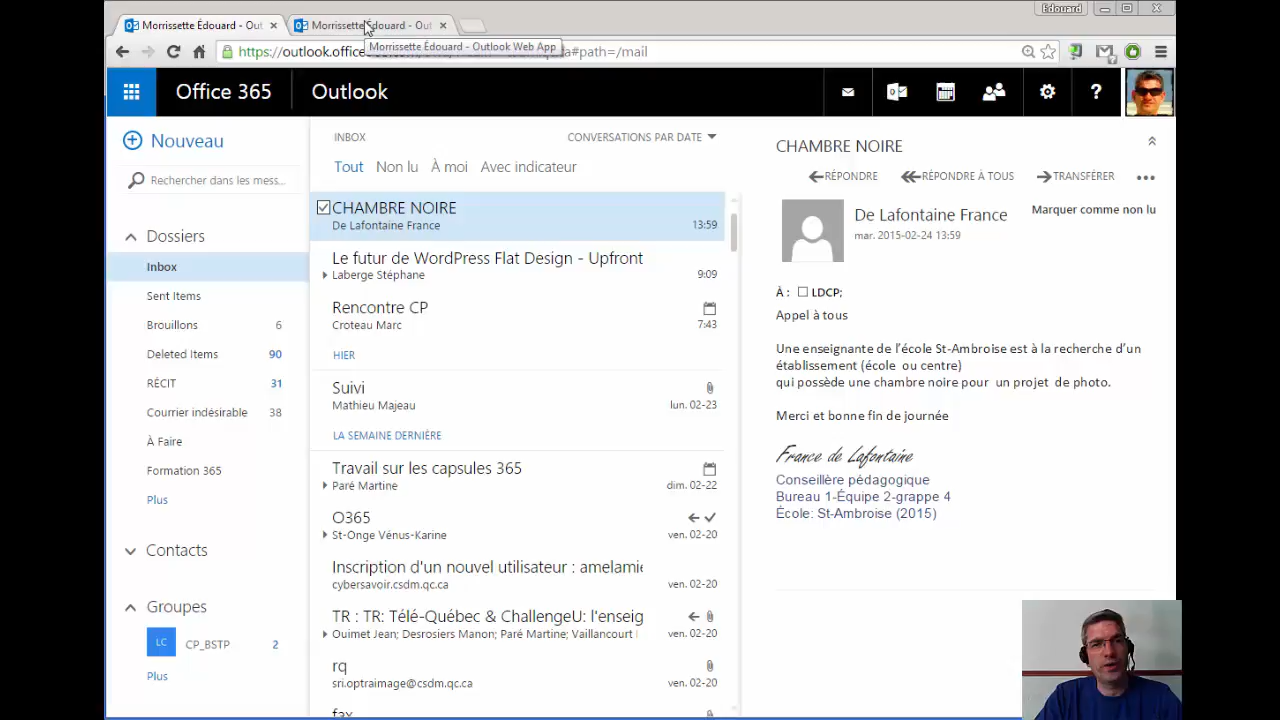 Morrissette Édouard - Out
Morrissette Édouard - Out
Edouard
Morrissette Édouard - Outlook Web App
https://outlook.office
#path=/mail
Office 365
Outlook
?
Nouveau
Rechercher dans les mess...
Dossiers
Inbox
Sent Items
Brouillons 6
Deleted Items 90
RÉCIT 31
Courrier indésirable 38
À Faire
Formation 365
Plus
Contacts
Groupes
LC CP_BSTP 2
Plus
INBOX CONVERSATIONS PAR DATE
Tout Non lu À moi Avec indicateur
CHAMBRE NOIRE
De Lafontaine France 13:59
Le futur de WordPress Flat Design - Upfront
Laberge Stéphane 9:09
Rencontre CP
Croteau Marc 7:43
HIER
Suivi
Mathieu Majeau lun. 02-23
LA SEMAINE DERNIÈRE
Travail sur les capsules 365
Paré Martine dim. 02-22
O365
St-Onge Vénus-Karine ven. 02-20
Inscription d'un nouvel utilisateur : amelamie
cybersavoir.csdm.qc.ca ven. 02-20
TR : TR: Télé-Québec & ChallengeU: l'enseig
Ouimet Jean; Desrosiers Manon; Paré Martine; Vaillancourt ven. 02-20
rq
sri.optraimage@csdm.qc.ca ven. 02-20
fax
CHAMBRE NOIRE
RÉPONDRE RÉPONDRE À TOUS TRANSFÉRER ...
De Lafontaine France Marquer comme non lu
mar. 2015-02-24 13:59
À : LDCP;
Appel à tous
Une enseignante de l'école St-Ambroise est à la recherche d'un
établissement (école ou centre)
qui possède une chambre noire pour un projet de photo.
Merci et bonne fin de journée
France de Lafontaine
Conseillère pédagogique
Bureau 1-Équipe 2-grappe 4
École: St-Ambroise (2015)